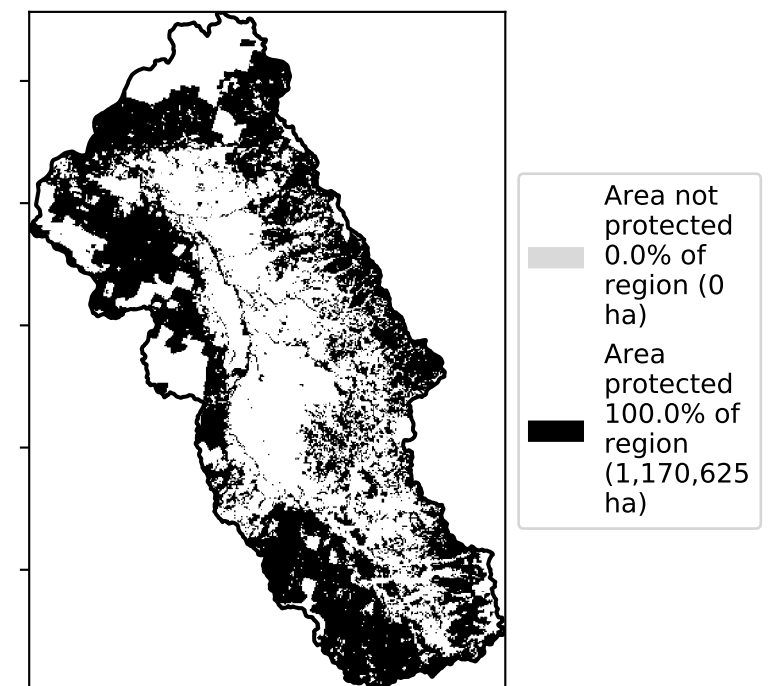 Area not
protected
0.0% of
region (0
ha)
Area
protected
100.0% of
region
(1,170,625
ha)